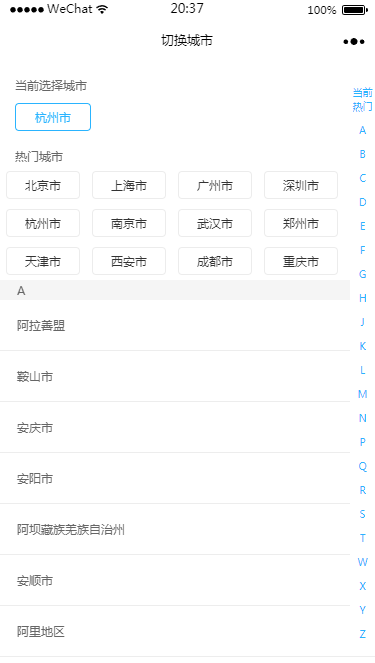 ●●●●● WeChat 20:37 100%
切换城市
当前选择城市
杭州市
热门城市
北京市 上海市 广州市 深圳市
杭州市 南京市 武汉市 郑州市
天津市 西安市 成都市 重庆市
A
阿拉善盟
鞍山市
安庆市
安阳市
阿坝藏族羌族自治州
安顺市
阿里地区
当前
热门
A
B
C
D
E
F
G
H
J
K
L
M
N
P
Q
R
S
T
W
X
Y
Z